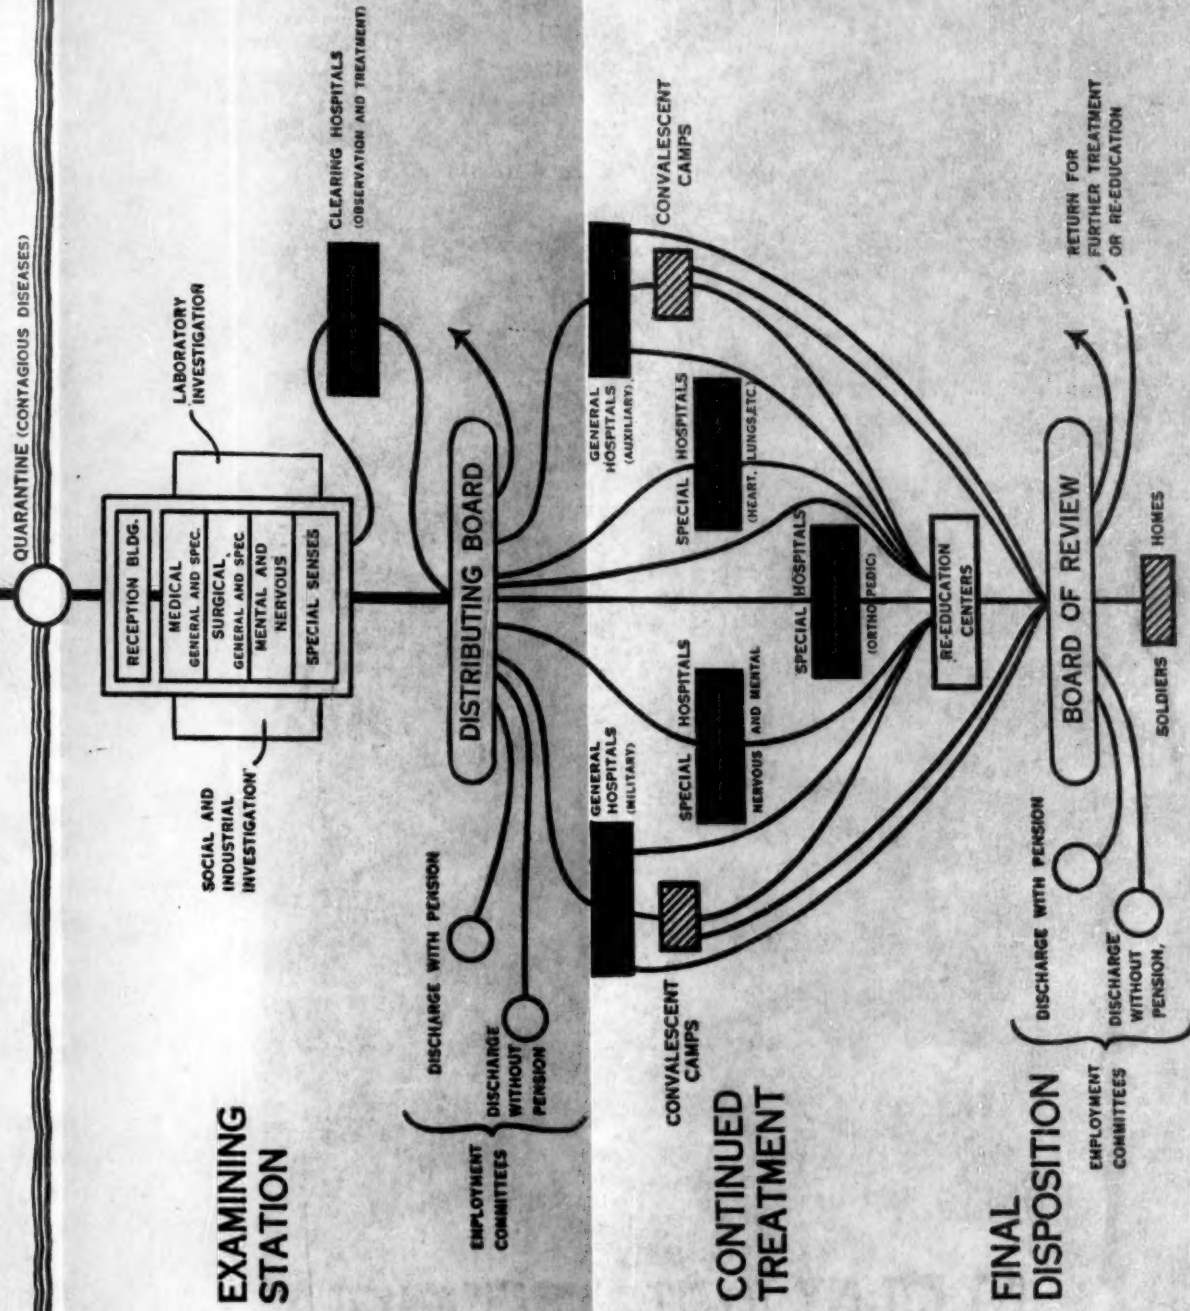 QUARANTINE (CONTAGIOUS DISEASES)
RECEPTION BLDG.
MEDICAL
GENERAL AND SPEC.
SURGICAL,
GENERAL AND SPEC
MENTAL AND
NERVOUS
SPECIAL SENSES
LABORATORY
INVESTIGATION
SOCIAL AND
INDUSTRIAL
INVESTIGATION
EXAMINING
STATION
CLEARING HOSPITALS
(OBSERVATION AND TREATMENT)
DISTRIBUTING BOARD
DISCHARGE WITH PENSION
DISCHARGE
WITHOUT
PENSION
EMPLOYMENT
COMMITTEES
GENERAL
HOSPITALS
(MILITARY)
GENERAL
HOSPITALS
(AUXILIARY)
CONVALESCENT
CAMPS
CONVALESCENT
CAMPS
SPECIAL HOSPITALS
NERVOUS AND MENTAL
SPECIAL HOSPITALS
(ORTHOPEDIC)
SPECIAL HOSPITALS
(HEART, LUNGS, ETC.)
CONTINUED
TREATMENT
RE-EDUCATION
CENTERS
BOARD OF REVIEW
RETURN FOR
FURTHER TREATMENT
OR RE-EDUCATION
DISCHARGE WITH PENSION
DISCHARGE
WITHOUT
PENSION,
EMPLOYMENT
COMMITTEES
SOLDIERS HOMES
FINAL
DISPOSITION